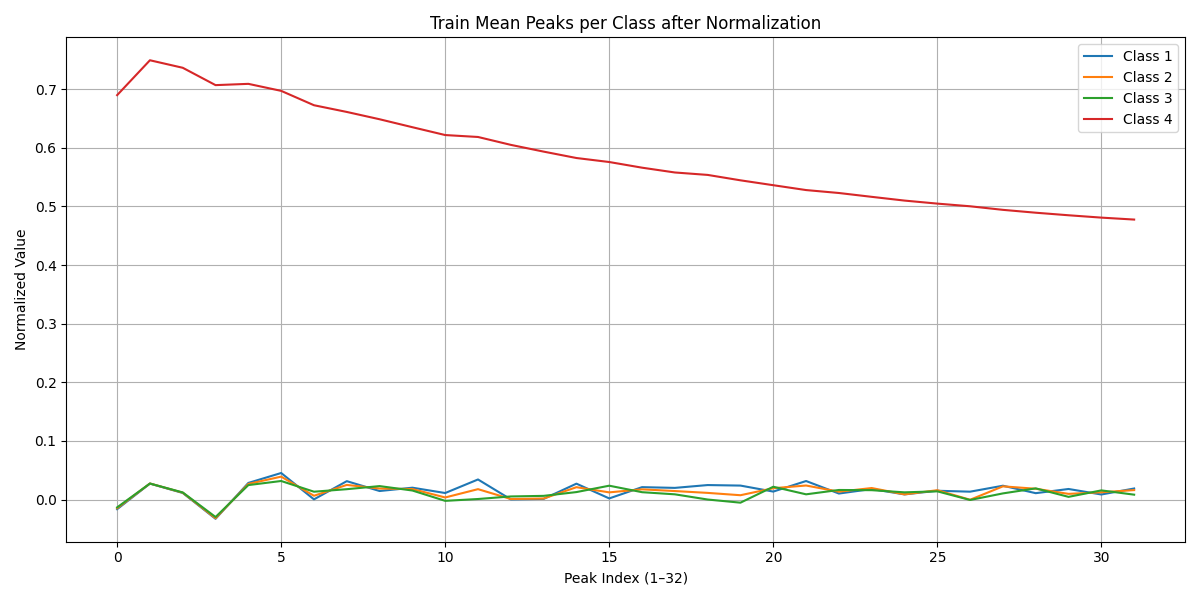 Train Mean Peaks per Class after Normalization
Class 1
Class 2
Class 3
Class 4
Normalized Value
0.7
0.6
0.5
0.4
0.3
0.2
0.1
0.0
0 5 10 15 20 25 30
Peak Index (1–32)